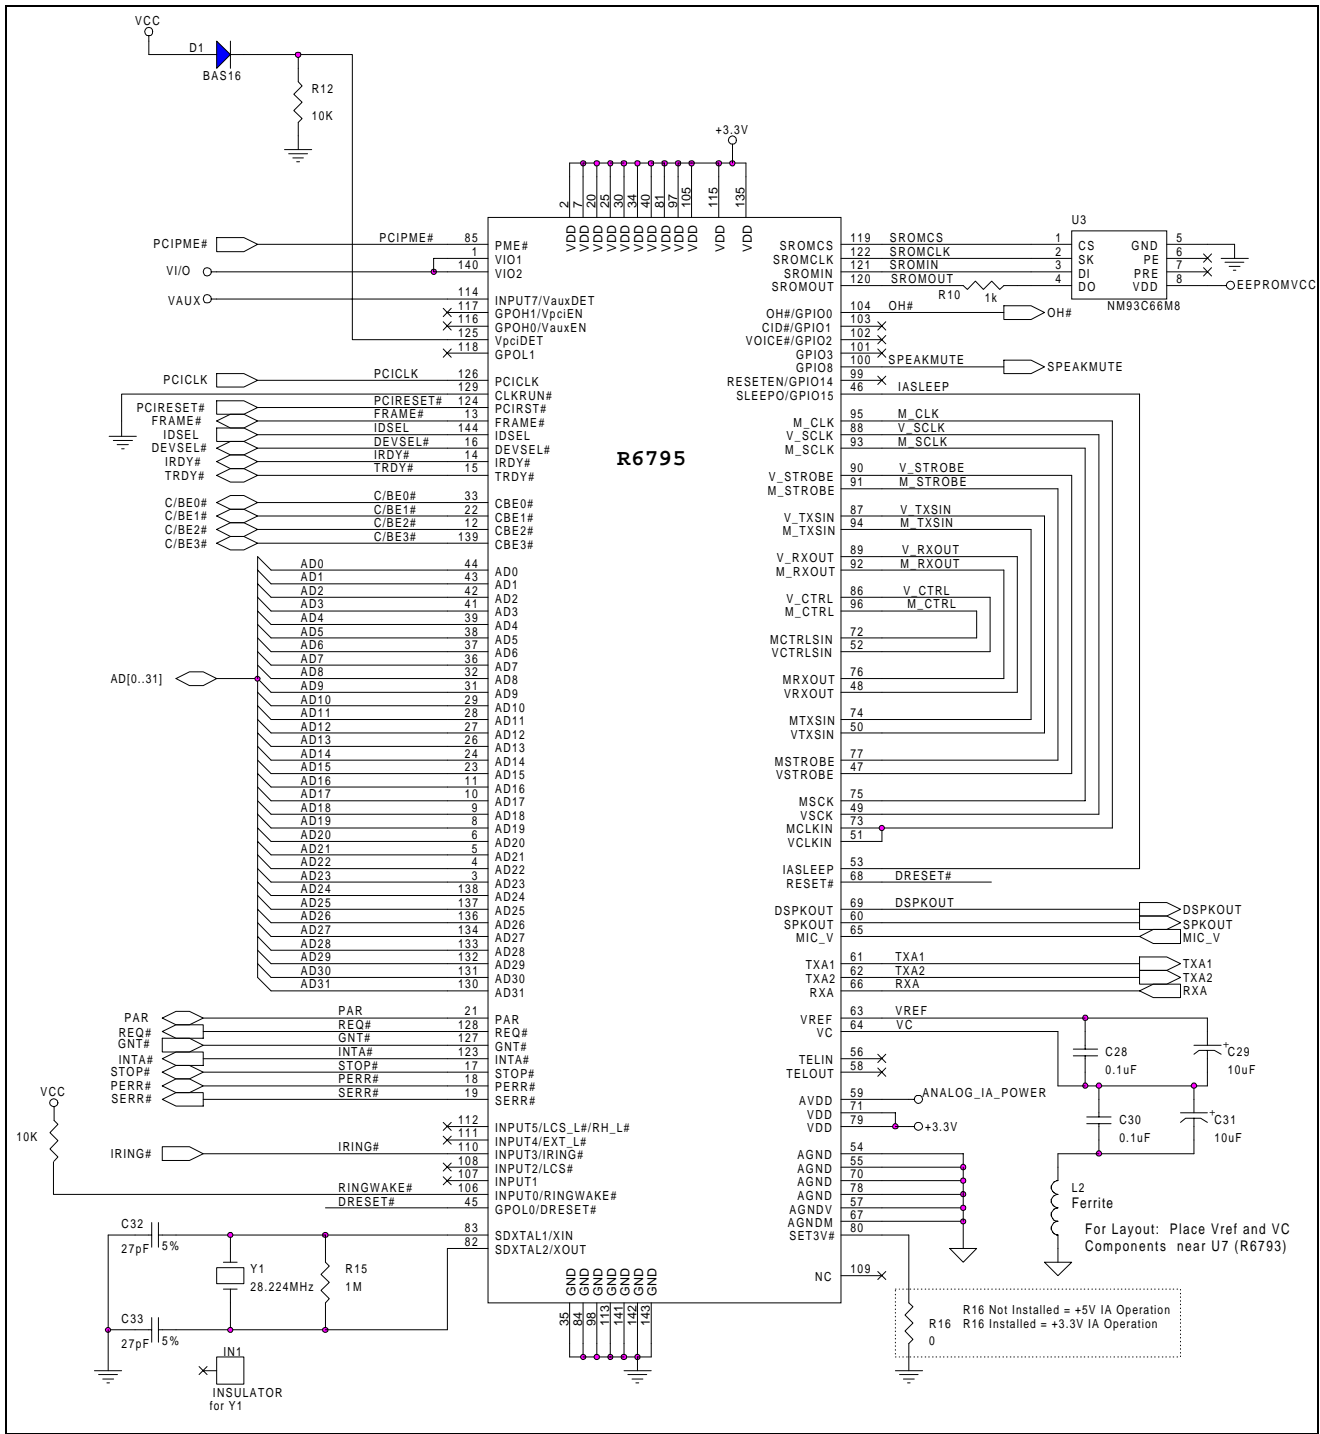 VCC
D1
BAS16
R12
10K
+3.3V
2
7
20
25
30
34
40
81
97
105
115
135
VDD VDD VDD VDD VDD VDD VDD VDD VDD VDD VDD VDD
R6795
PCIPME# PCIPME# 85 PME#
1 VIO1
VI/O 140 VIO2
VAUX 114 INPUT7/VauxDET
117 GPOH1/VpciEN
116 GPOH0/VauxEN
125 VpciDET
118 GPOL1
PCICLK PCICLK 126 PCICLK
129 CLKRUN#
PCIRESET# PCIRESET# 124 PCIRST#
FRAME# FRAME# 13 FRAME#
IDSEL IDSEL 144 IDSEL
DEVSEL# DEVSEL# 16 DEVSEL#
IRDY# IRDY# 14 IRDY#
TRDY# TRDY# 15 TRDY#
C/BE0# C/BE0# 33 CBE0#
C/BE1# C/BE1# 22 CBE1#
C/BE2# C/BE2# 12 CBE2#
C/BE3# C/BE3# 139 CBE3#
AD[0..31]
AD0 44 AD0
AD1 43 AD1
AD2 42 AD2
AD3 41 AD3
AD4 39 AD4
AD5 38 AD5
AD6 37 AD6
AD7 36 AD7
AD8 32 AD8
AD9 31 AD9
AD10 29 AD10
AD11 28 AD11
AD12 27 AD12
AD13 26 AD13
AD14 24 AD14
AD15 23 AD15
AD16 11 AD16
AD17 10 AD17
AD18 9 AD18
AD19 8 AD19
AD20 6 AD20
AD21 5 AD21
AD22 4 AD22
AD23 3 AD23
AD24 138 AD24
AD25 137 AD25
AD26 136 AD26
AD27 134 AD27
AD28 133 AD28
AD29 132 AD29
AD30 131 AD30
AD31 130 AD31
PAR PAR 21 PAR
REQ# REQ# 128 REQ#
GNT# GNT# 127 GNT#
INTA# INTA# 123 INTA#
STOP# STOP# 17 STOP#
PERR# PERR# 18 PERR#
SERR# SERR# 19 SERR#
VCC
10K
112 INPUT5/LCS_L#/RH_L#
111 INPUT4/EXT_L#
IRING# IRING# 110 INPUT3/IRING#
108 INPUT2/LCS#
107 INPUT1
RINGWAKE# 106 INPUT0/RINGWAKE#
DRESET# 45 GPOL0/DRESET#
83 SDXTAL1/XIN
82 SDXTAL2/XOUT
C32
27pF 5%
Y1
28.224MHz
R15
1M
C33
27pF 5%
IN1
INSULATOR
for Y1
GND GND GND GND GND GND GND
35
84
98
113
141
142
143
SROMCS 119 SROMCS 1
SROMCLK 122 SROMCLK 2
SROMIN 121 SROMIN 3
SROMOUT 120 SROMOUT 4
R10
1k
U3
CS GND 5
SK PE 6
DI PRE 7
DO VDD 8
EEPROMVCC
NM93C66M8
OH#/GPIO0 104 OH# OH#
CID#/GPIO1 103
VOICE#/GPIO2 102
GPIO3 101
GPIO8 100 SPEAKMUTE SPEAKMUTE
RESETEN/GPIO14 99
SLEEPO/GPIO15 46 IASLEEP
M_CLK 95 M_CLK
V_SCLK 88 V_SCLK
M_SCLK 93 M_SCLK
V_STROBE 90 V_STROBE
M_STROBE 91 M_STROBE
V_TXSIN 87 V_TXSIN
M_TXSIN 94 M_TXSIN
V_RXOUT 89 V_RXOUT
M_RXOUT 92 M_RXOUT
V_CTRL 86 V_CTRL
M_CTRL 96 M_CTRL
MCTRLSIN 72
VCTRLSIN 52
MRXOUT 76
VRXOUT 48
MTXSIN 74
VTXSIN 50
MSTROBE 77
VSTROBE 47
MSCK 75
VSCK 49
MCLKIN 73
VCLKIN 51
IASLEEP 53
RESET# 68 DRESET#
DSPKOUT 69 DSPKOUT DSPKOUT
SPKOUT 60 SPKOUT
MIC_V 65 MIC_V
TXA1 61 TXA1 TXA1
TXA2 62 TXA2 TXA2
RXA 66 RXA RXA
VREF 63 VREF
VC 64 VC
C28
0.1uF
+ C29
10uF
C30
0.1uF
+ C31
10uF
TELIN 56
TELOUT 58
AVDD 59 ANALOG_IA_POWER
VDD 71
VDD 79 +3.3V
AGND 54
AGND 55
AGND 70
AGND 78
AGNDV 57
AGNDM 67
SET3V# 80
NC 109
L2
Ferrite
For Layout: Place Vref and VC
Components near U7 (R6793)
R16 Not Installed = +5V IA Operation
R16 R16 Installed = +3.3V IA Operation
0